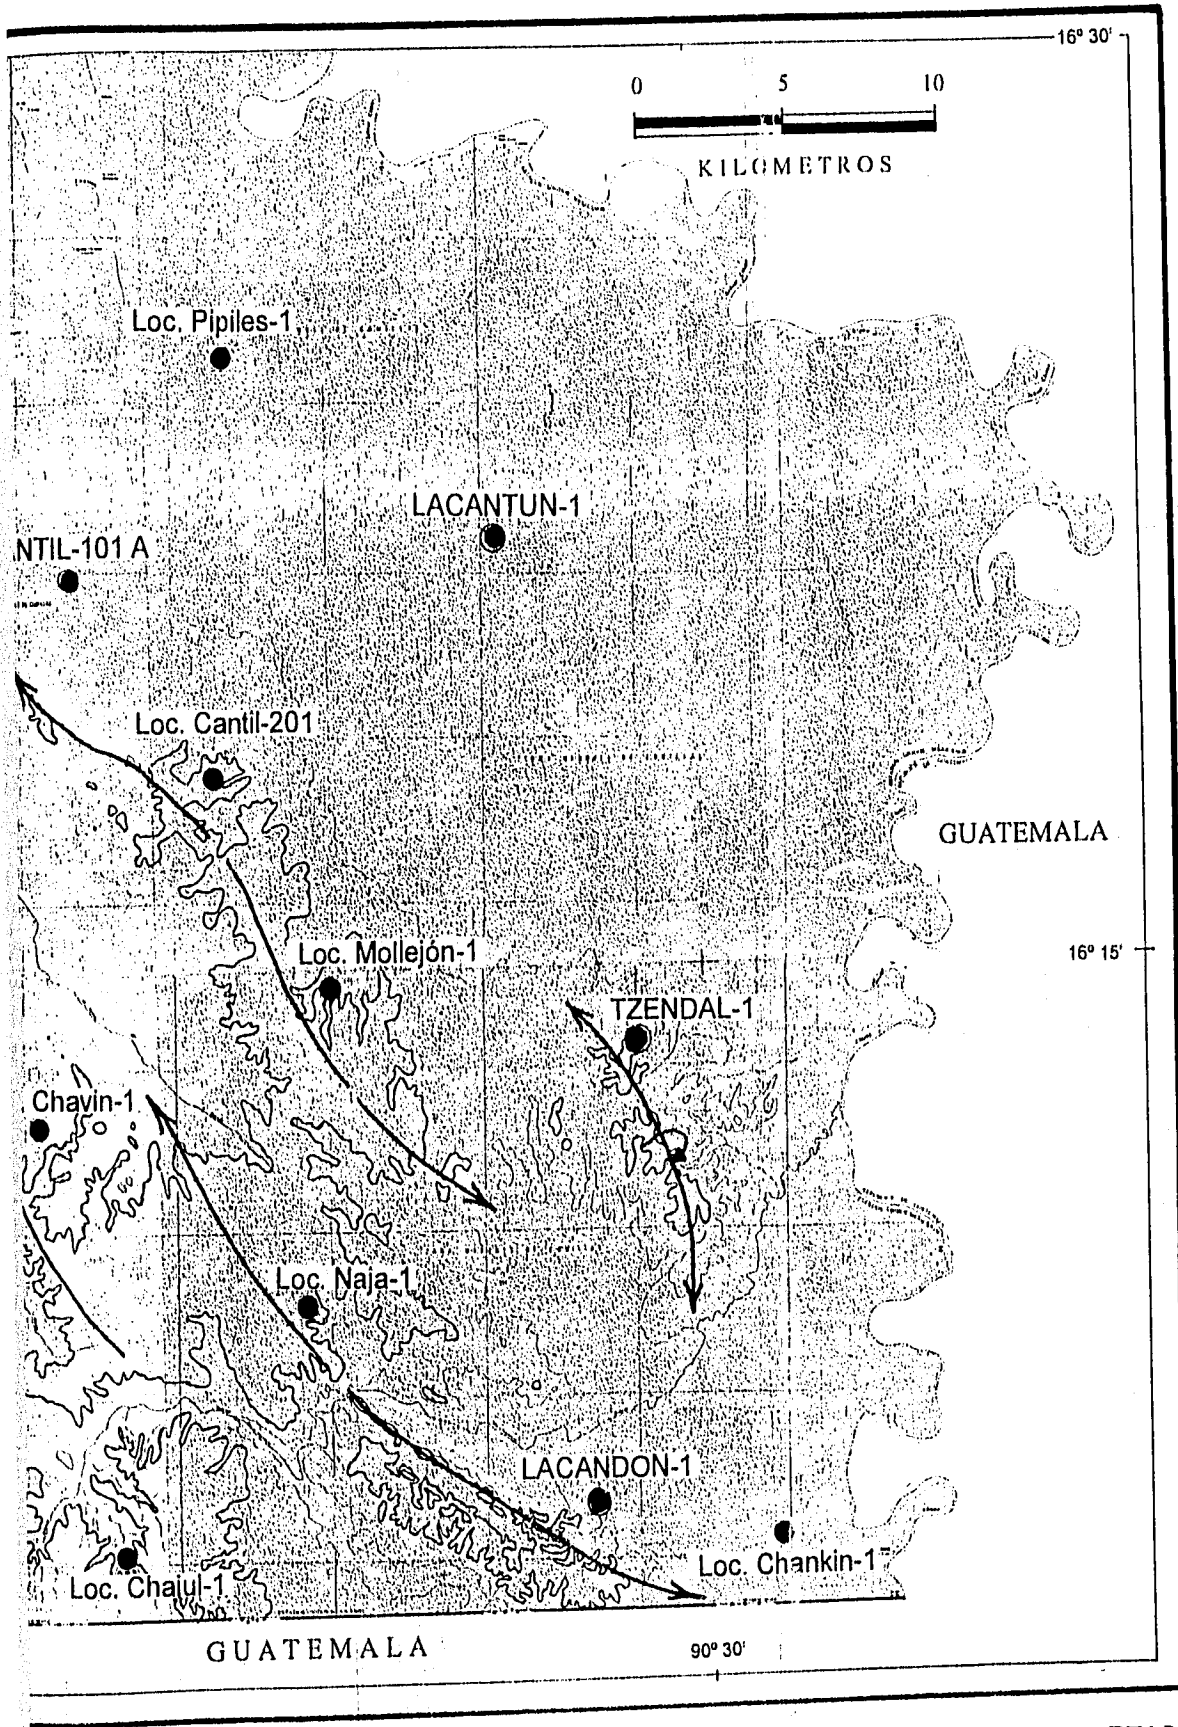 16º 30'
0 5 10
KILOMETROS
Loc. Pipiles-1
LACANTUN-1
NTIL-101 A
Loc. Cantil-201
GUATEMALA
Loc. Mollejón-1
16º 15'
TZENDAL-1
Chavin-1
Loc. Naja-1
LACANDON-1
Loc. Chankin-1
Loc. Chajul-1
GUATEMALA
90º 30'